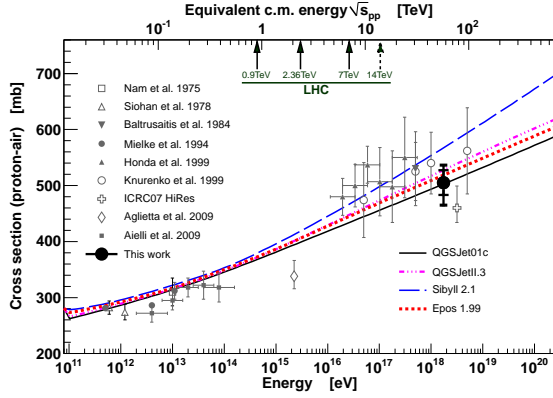 Equivalent c.m. energy √s_pp [TeV]
10^-1 1 10 10^2
0.9TeV 2.36TeV 7TeV 14TeV
LHC
Cross section (proton-air) [mb]
700
600
500
400
300
200
Nam et al. 1975
Siohan et al. 1978
Baltrusaitis et al. 1984
Mielke et al. 1994
Honda et al. 1999
Knurenko et al. 1999
ICRC07 HiRes
Aglietta et al. 2009
Aielli et al. 2009
This work
QGSJet01c
QGSJetII.3
Sibyll 2.1
Epos 1.99
10^11 10^12 10^13 10^14 10^15 10^16 10^17 10^18 10^19 10^20
Energy [eV]